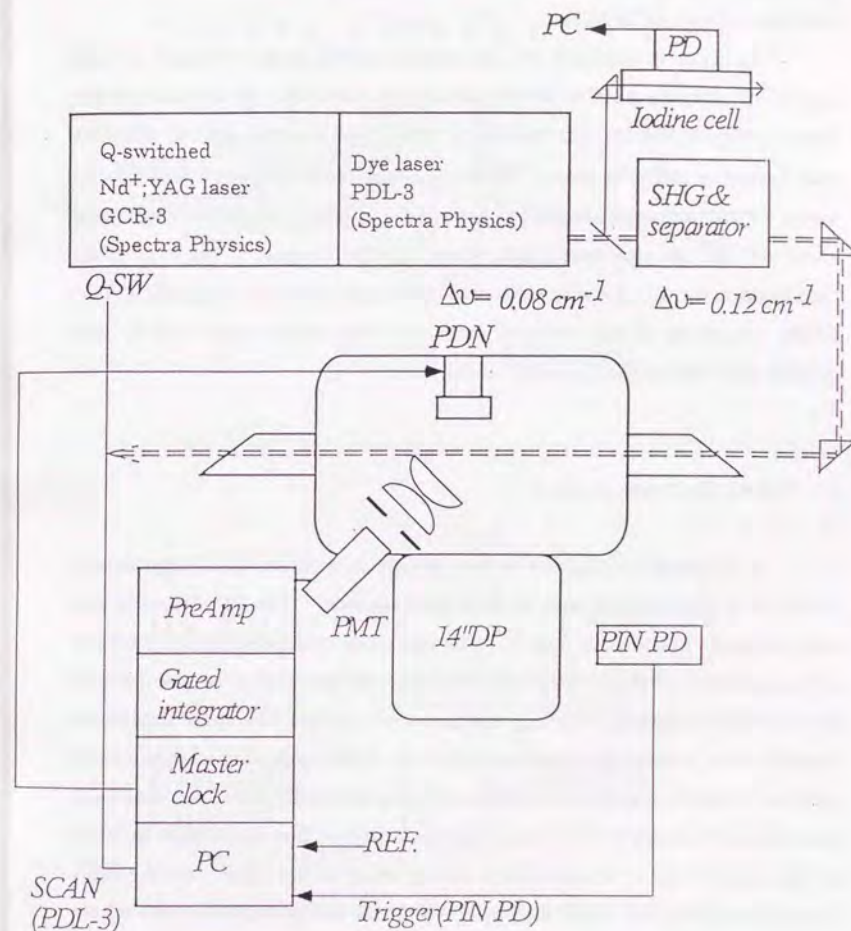 PC
PD
Iodine cell
Q-switched
Nd+;YAG laser
GCR-3
(Spectra Physics)
Dye laser
PDL-3
(Spectra Physics)
SHG &
separator
Q-SW
Δυ= 0.08 cm-1
Δυ= 0.12 cm-1
PDN
PreAmp
PMT
14"DP
PIN PD
Gated
integrator
Master
clock
PC
REF.
SCAN
(PDL-3)
Trigger(PIN PD)